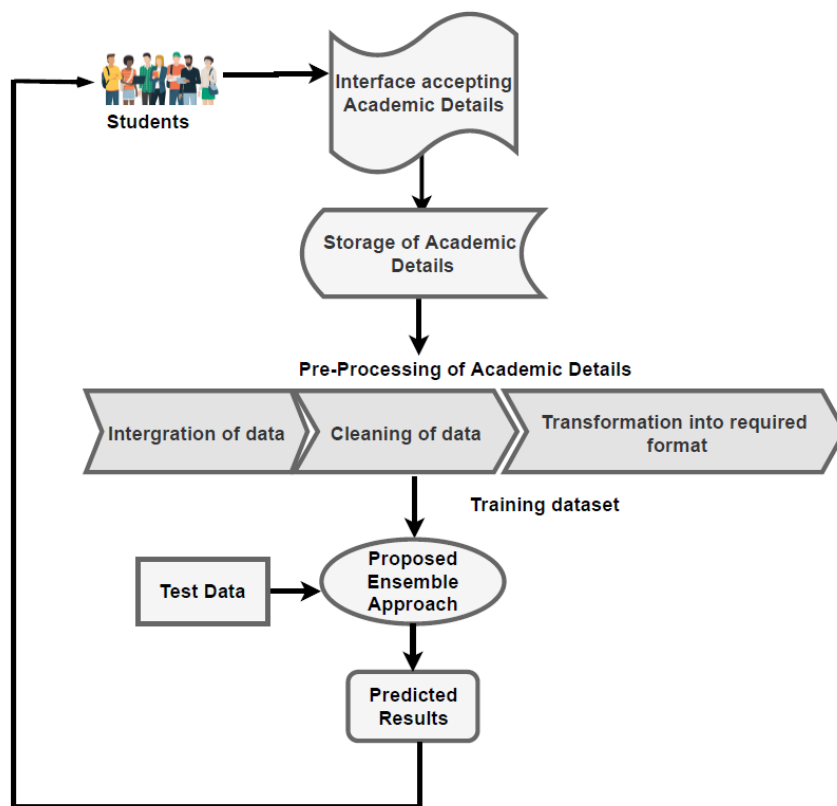 Interface accepting
Academic Details
Students
Storage of Academic
Details
Pre-Processing of Academic Details
Intergration of data
Cleaning of data
Transformation into required
format
Training dataset
Proposed
Ensemble
Approach
Test Data
Predicted
Results